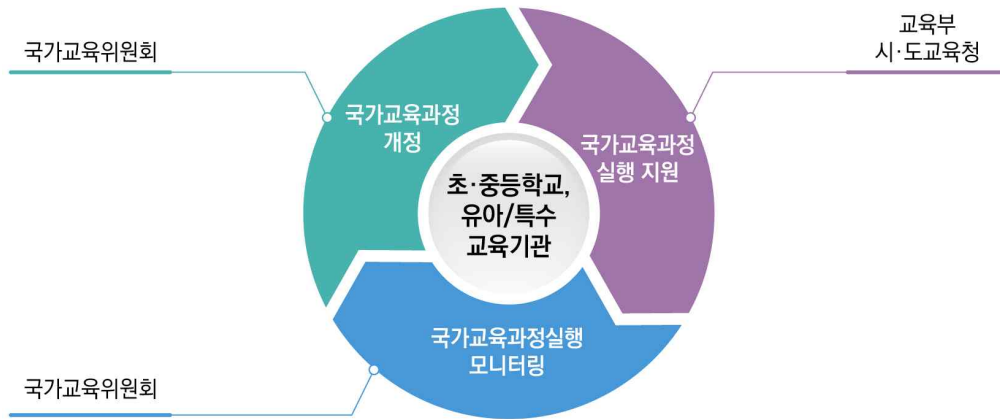 국가교육위원회
교육부
시·도교육청
국가교육과정
개정
국가교육과정
실행 지원
초·중등학교,
유아/특수
교육기관
국가교육과정실행
모니터링
국가교육위원회